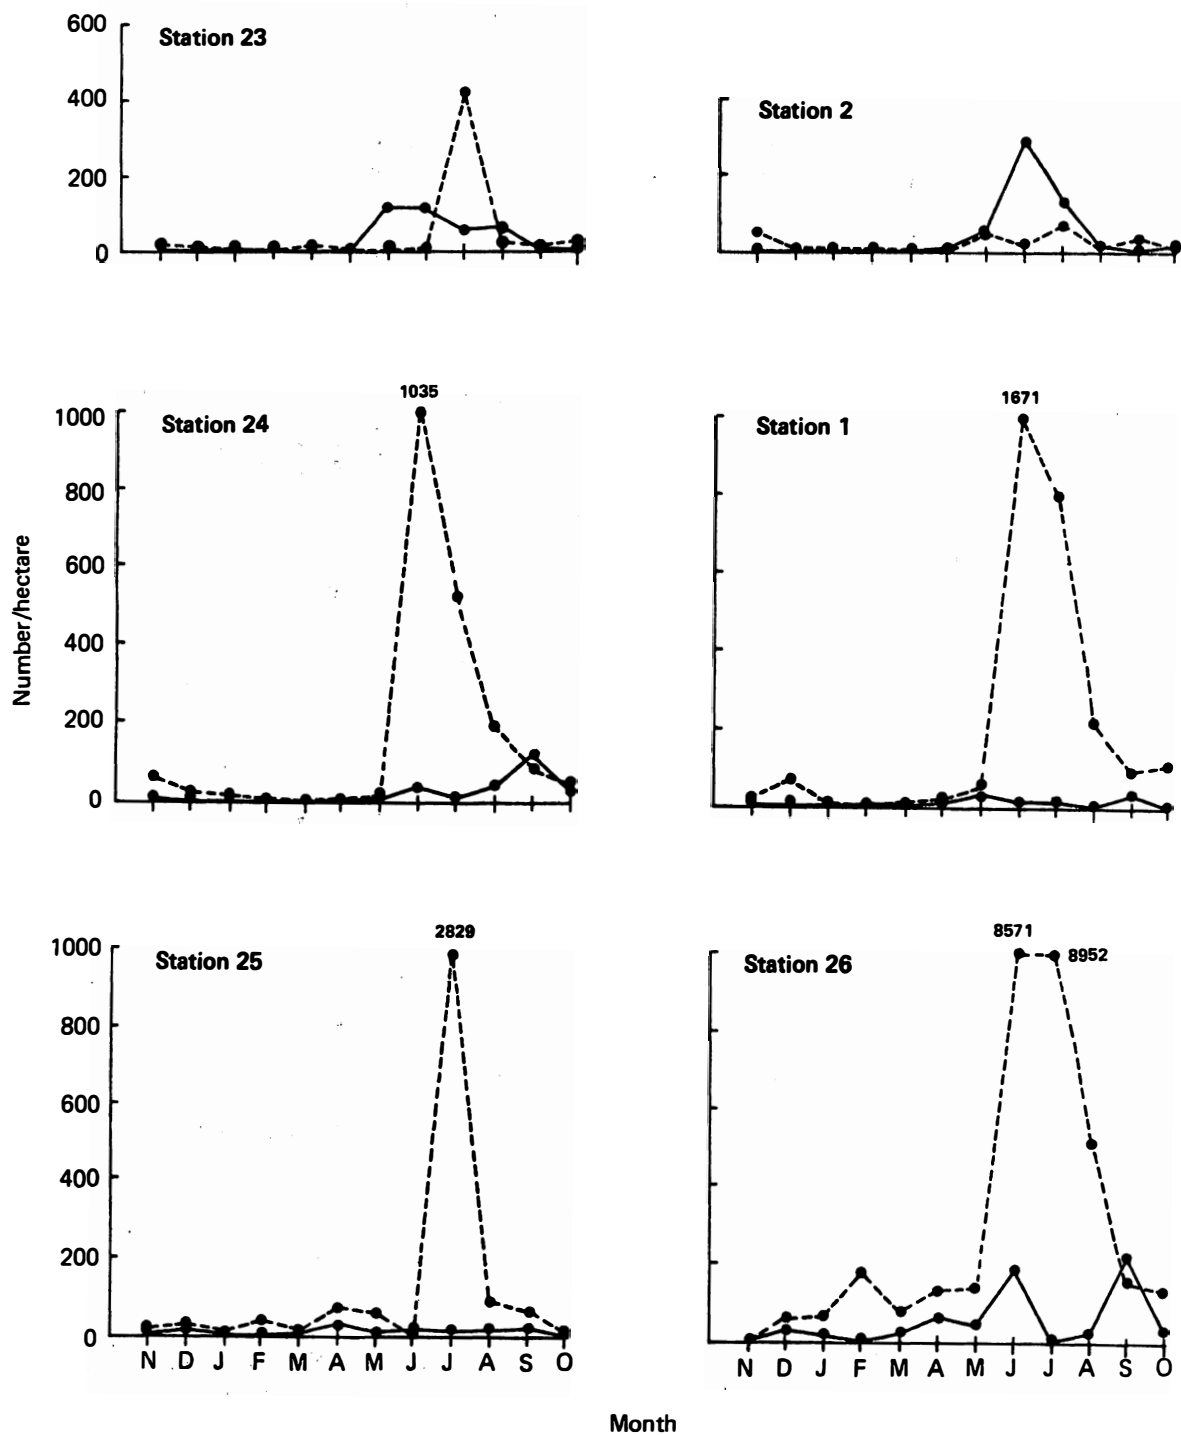 600
Station 23
400
200
0
Station 2
1035
1000
Station 24
800
600
400
200
0
1671
Station 1
Number/hectare
2829
1000
Station 25
800
600
400
200
0
N D J F M A M J J A S O
8571
8952
Station 26
N D J F M A M J J A S O
Month